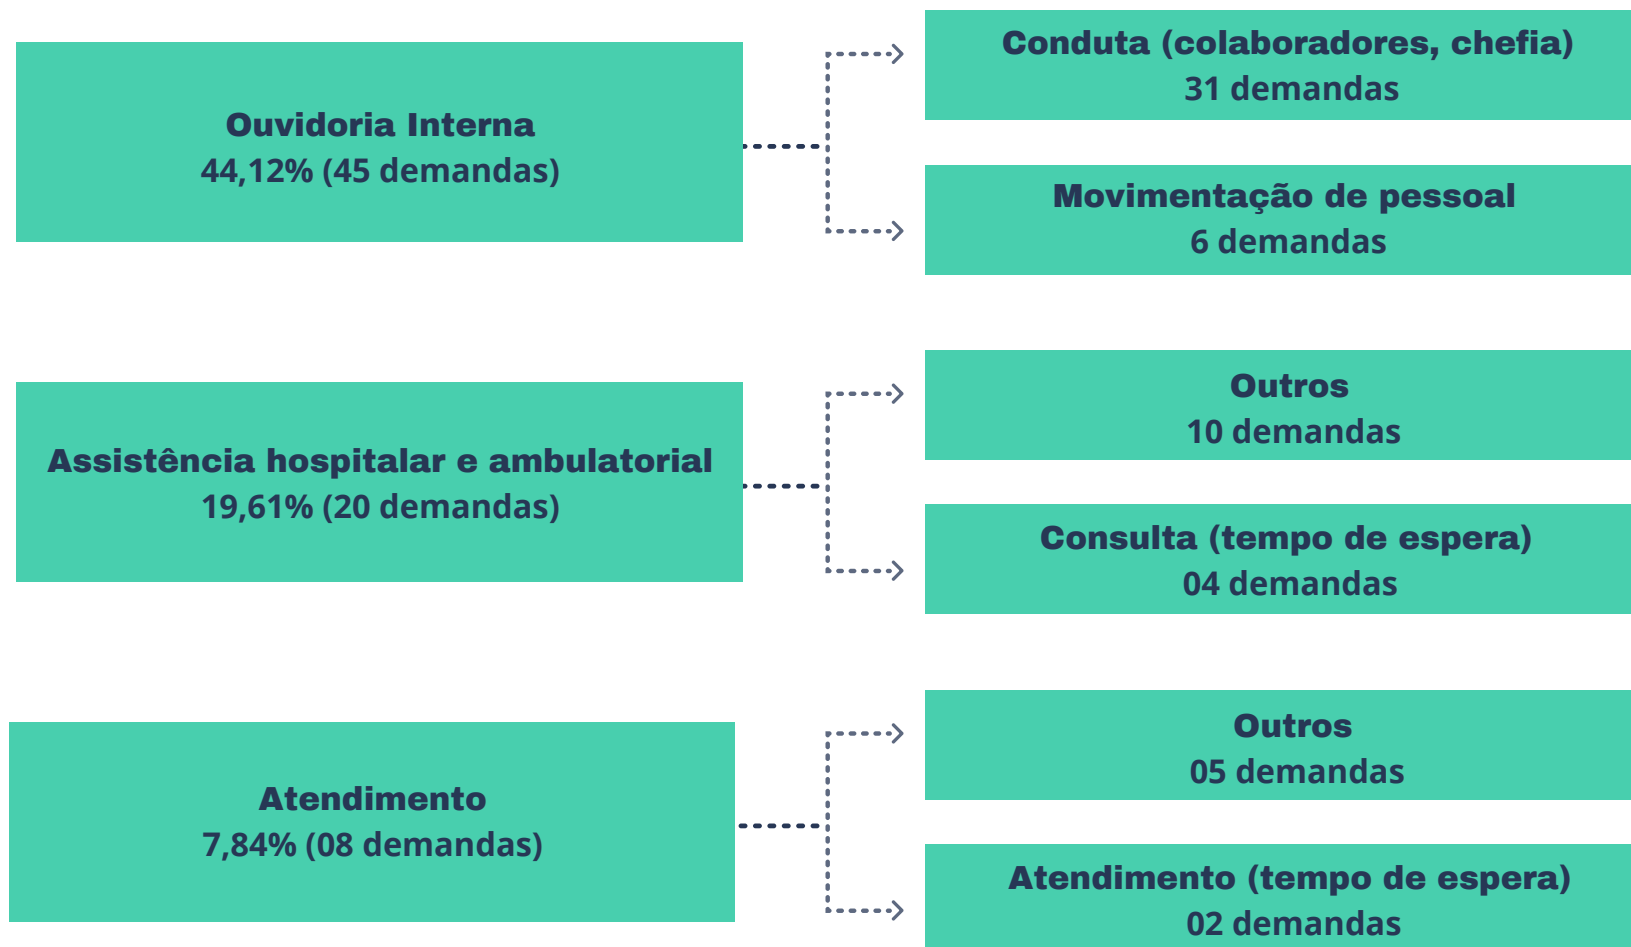 Ouvidoria Interna
44,12% (45 demandas)
Conduta (colaboradores, chefia)
31 demandas
Movimentação de pessoal
6 demandas
Assistência hospitalar e ambulatorial
19,61% (20 demandas)
Outros
10 demandas
Consulta (tempo de espera)
04 demandas
Atendimento
7,84% (08 demandas)
Outros
05 demandas
Atendimento (tempo de espera)
02 demandas